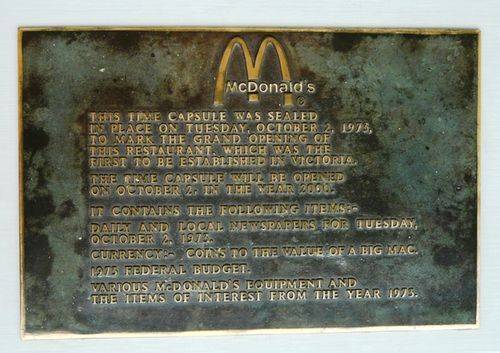 M
McDonald's
®
THIS TIME CAPSULE WAS SEALED
IN PLACE ON TUESDAY, OCTOBER 2, 1973,
TO MARK THE GRAND OPENING OF
THIS RESTAURANT, WHICH WAS THE
FIRST TO BE ESTABLISHED IN VICTORIA.
THE TIME CAPSULE WILL BE OPENED
ON OCTOBER 2, IN THE YEAR 2000.
IT CONTAINS THE FOLLOWING ITEMS:-
DAILY AND LOCAL NEWSPAPERS FOR TUESDAY,
OCTOBER 2, 1973.
CURRENCY:- COINS TO THE VALUE OF A BIG MAC.
1973 FEDERAL BUDGET.
VARIOUS McDONALD'S EQUIPMENT AND
THE ITEMS OF INTEREST FROM THE YEAR 1973.